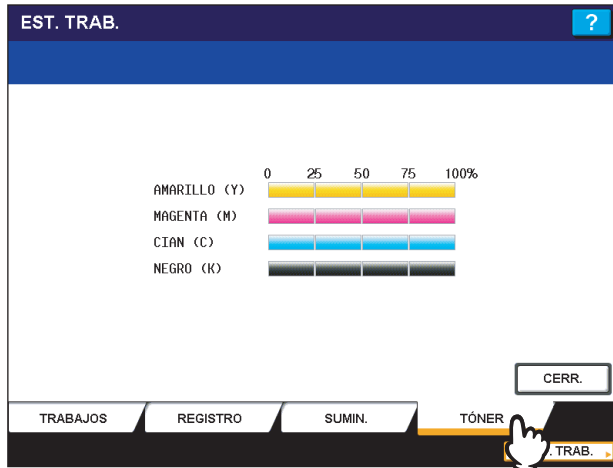 EST. TRAB.
?
0 25 50 75 100%
AMARILLO (Y)
MAGENTA (M)
CIAN (C)
NEGRO (K)
CERR.
TRABAJOS REGISTRO SUMIN. TÓNER
. TRAB.